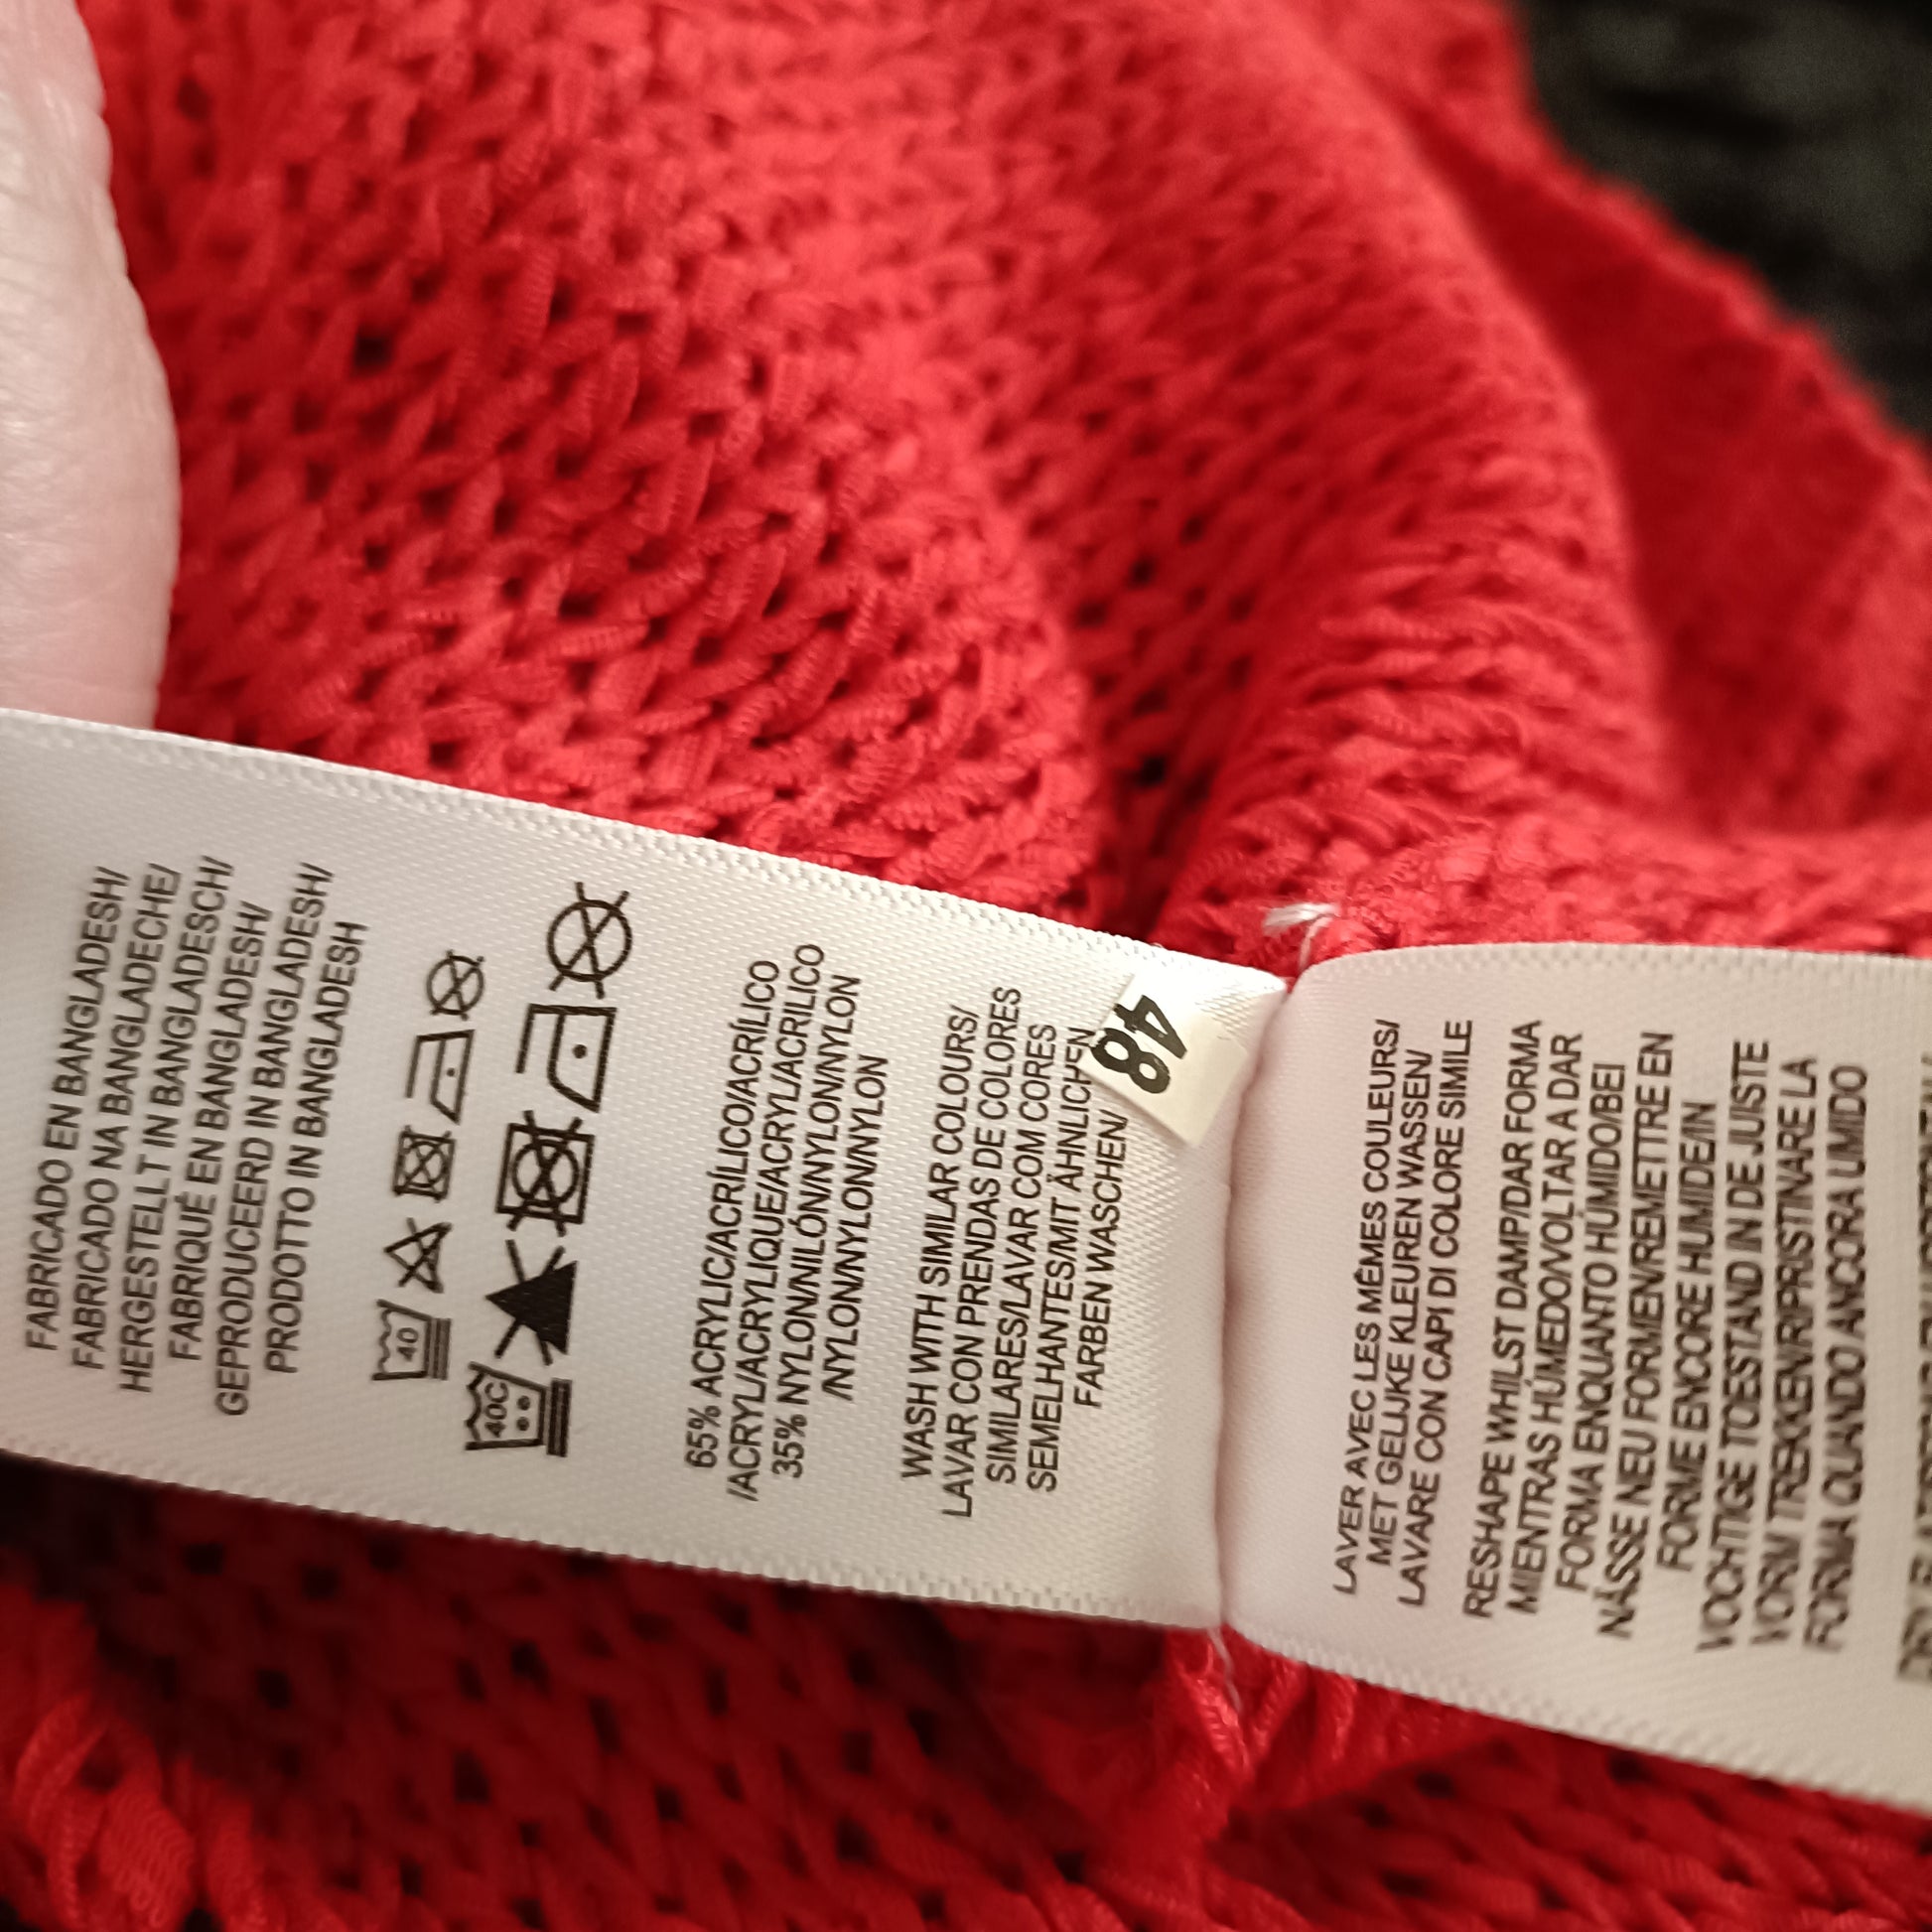 FABRICADO EN BANGLADESH/
FABRICADO NA BANGLADECHE/
HERGESTELLT IN BANGLADESCH/
FABRIQUÉ EN BANGLADESH/
GEPRODUCEERD IN BANGLADESH/
PRODOTTO IN BANGLADESH
40
40C
65% ACRYLIC/ACRÍLICO/ACRÍLICO
/ACRYL/ACRYLIQUE/ACRYL/ACRILICO
35% NYLON/NILÓN/NYLON/NYLON
/NYLON/NYLON/NYLON
WASH WITH SIMILAR COLOURS/
LAVAR CON PRENDAS DE COLORES
SIMILARES/LAVAR COM CORES
SEMELHANTES/MIT ÄHNLICHEN
FARBEN WASCHEN/
48
LAVER AVEC LES MÊMES COULEURS/
MET GELIJKE KLEUREN WASSEN/
LAVARE CON CAPI DI COLORE SIMILE
RESHAPE WHILST DAMP/DAR FORMA
MIENTRAS HÚMEDO/VOLTAR A DAR
FORMA ENQUANTO HÚMIDO/BEI
NÄSSE NEU FORMEN/REMETTRE EN
FORME ENCORE HUMIDE/IN
VOCHTIGE TOESTAND IN DE JUISTE
VORM TREKKEN/RIPRISTINARE LA
FORMA QUANDO ANCORA UMIDO